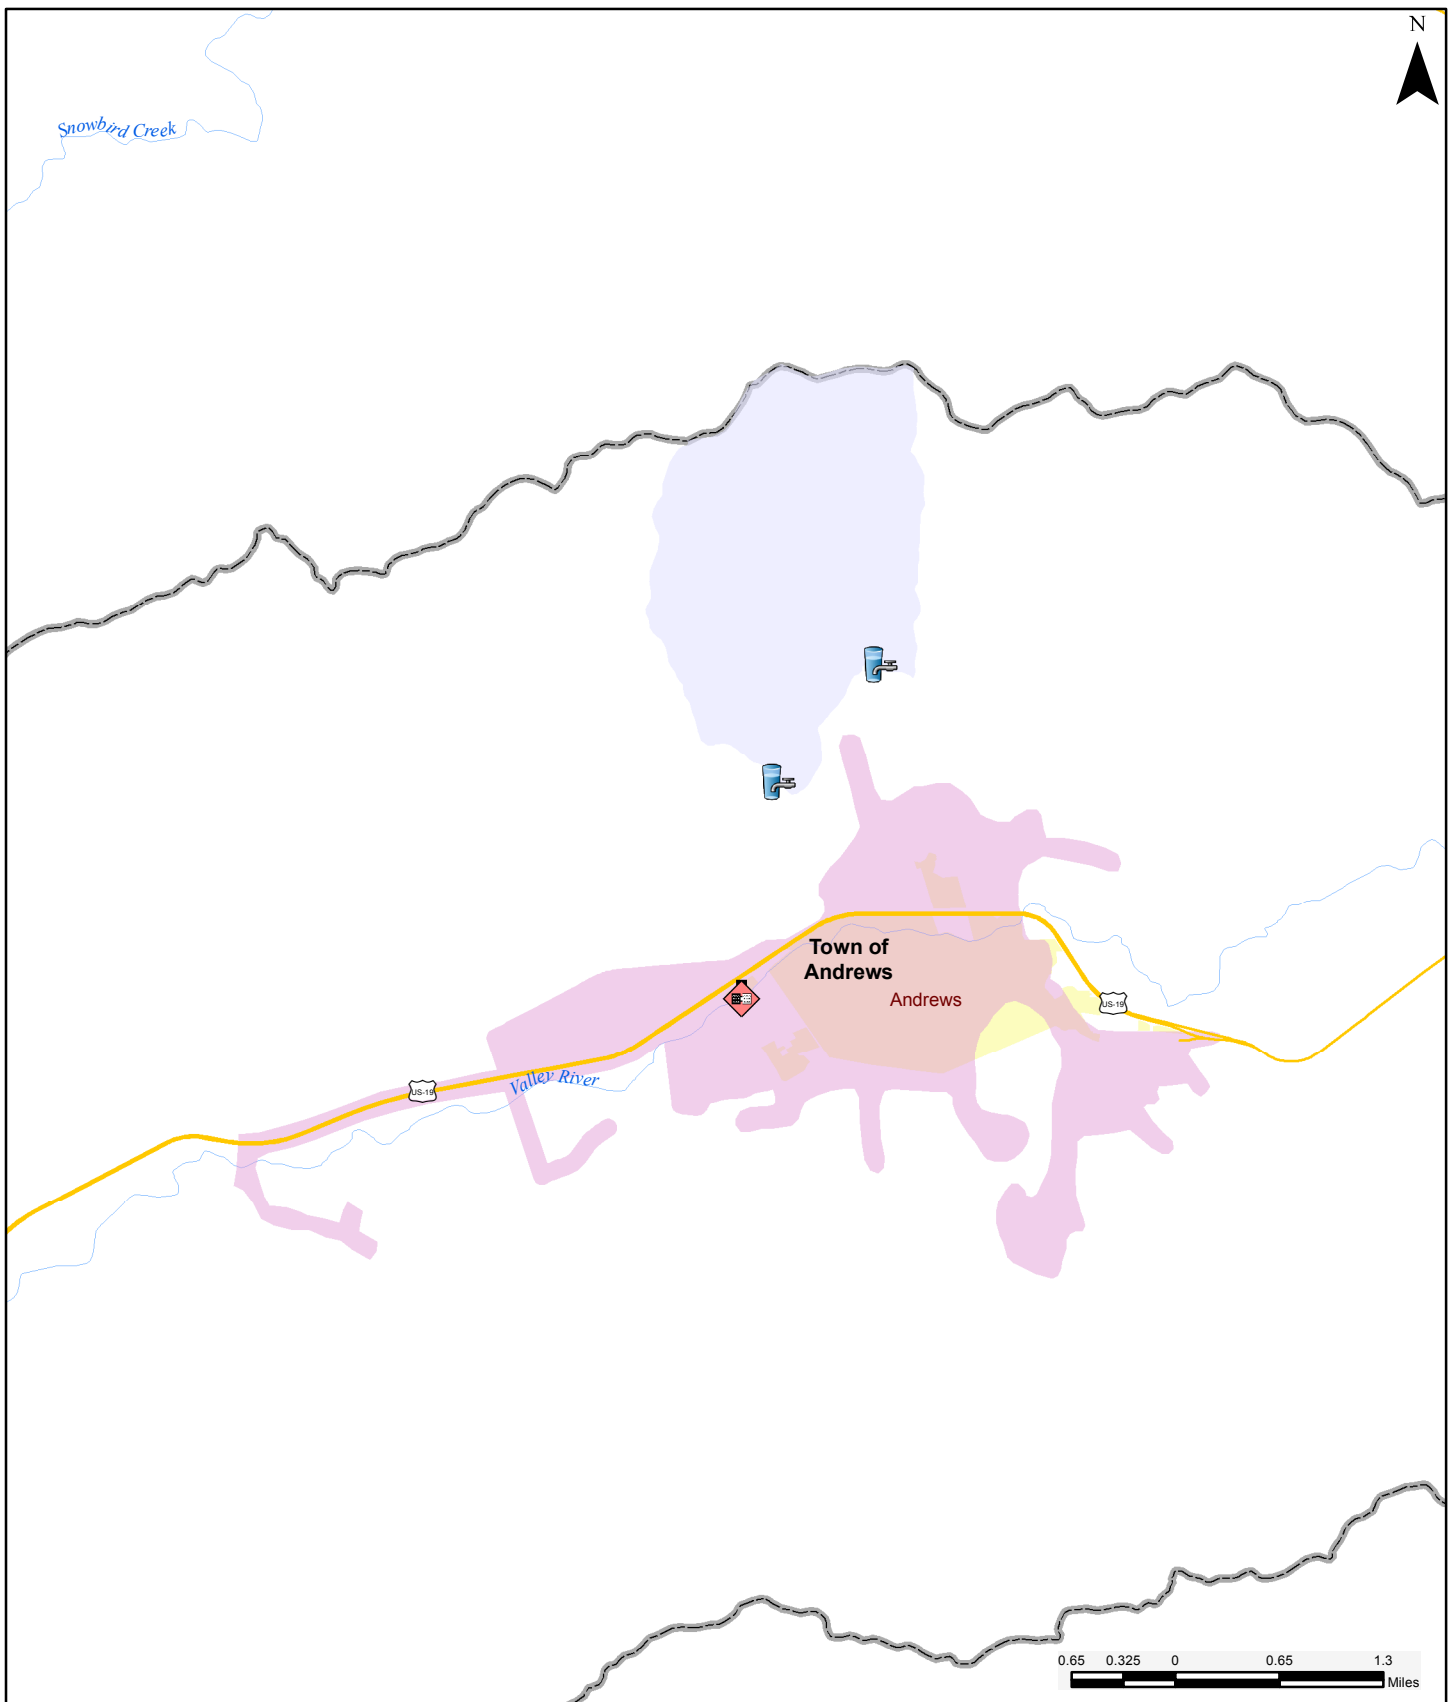 N
Snowbird Creek
Town of
Andrews
Andrews
US-19
Valley River
US-19
0.65 0.325 0 0.65 1.3
Miles